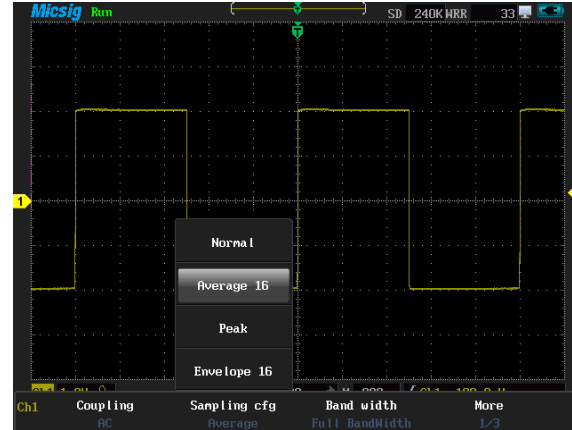 Micsig Run SD 240K WRR 33
T
1
Normal
Average 16
Peak
Envelope 16
Ch1 Coupling Sampling cfg Band width More
AC Average Full BandWidth 1/3